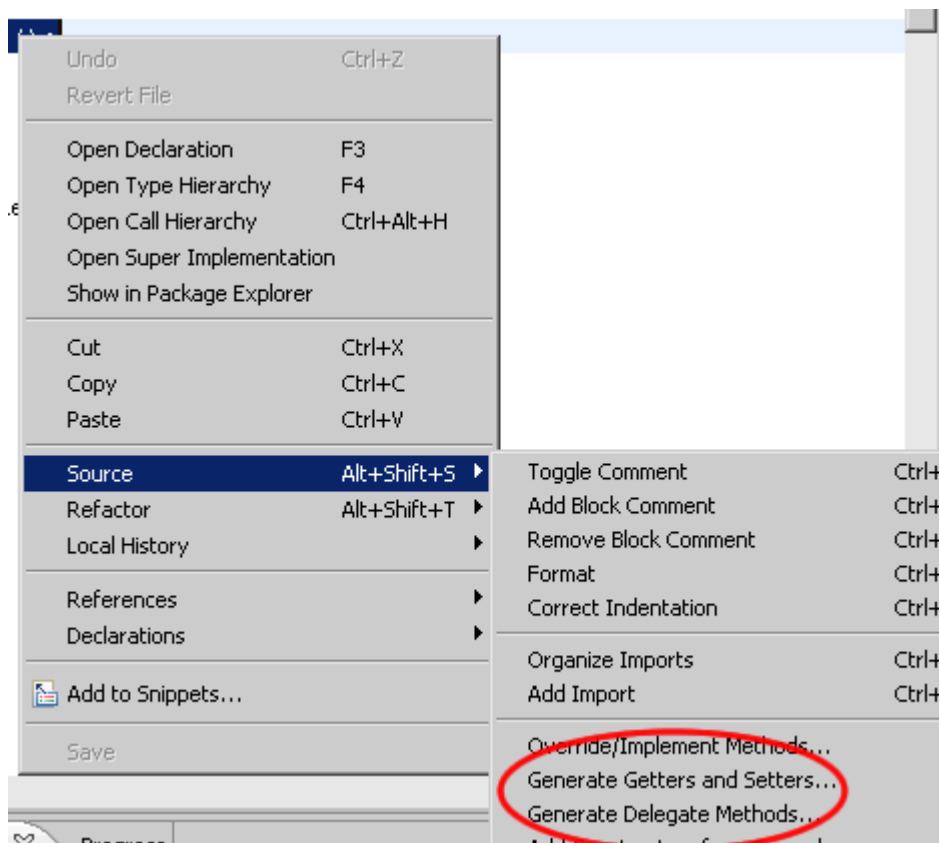 Undo Ctrl+Z
Revert File
Open Declaration F3
Open Type Hierarchy F4
Open Call Hierarchy Ctrl+Alt+H
Open Super Implementation
Show in Package Explorer
Cut Ctrl+X
Copy Ctrl+C
Paste Ctrl+V
Source Alt+Shift+S
Refactor Alt+Shift+T
Local History
References
Declarations
Add to Snippets...
Save
Toggle Comment Ctrl+
Add Block Comment Ctrl+
Remove Block Comment Ctrl+
Format Ctrl+
Correct Indentation Ctrl+
Organize Imports Ctrl+
Add Import Ctrl+
Override/Implement Methods...
Generate Getters and Setters...
Generate Delegate Methods...
Progress